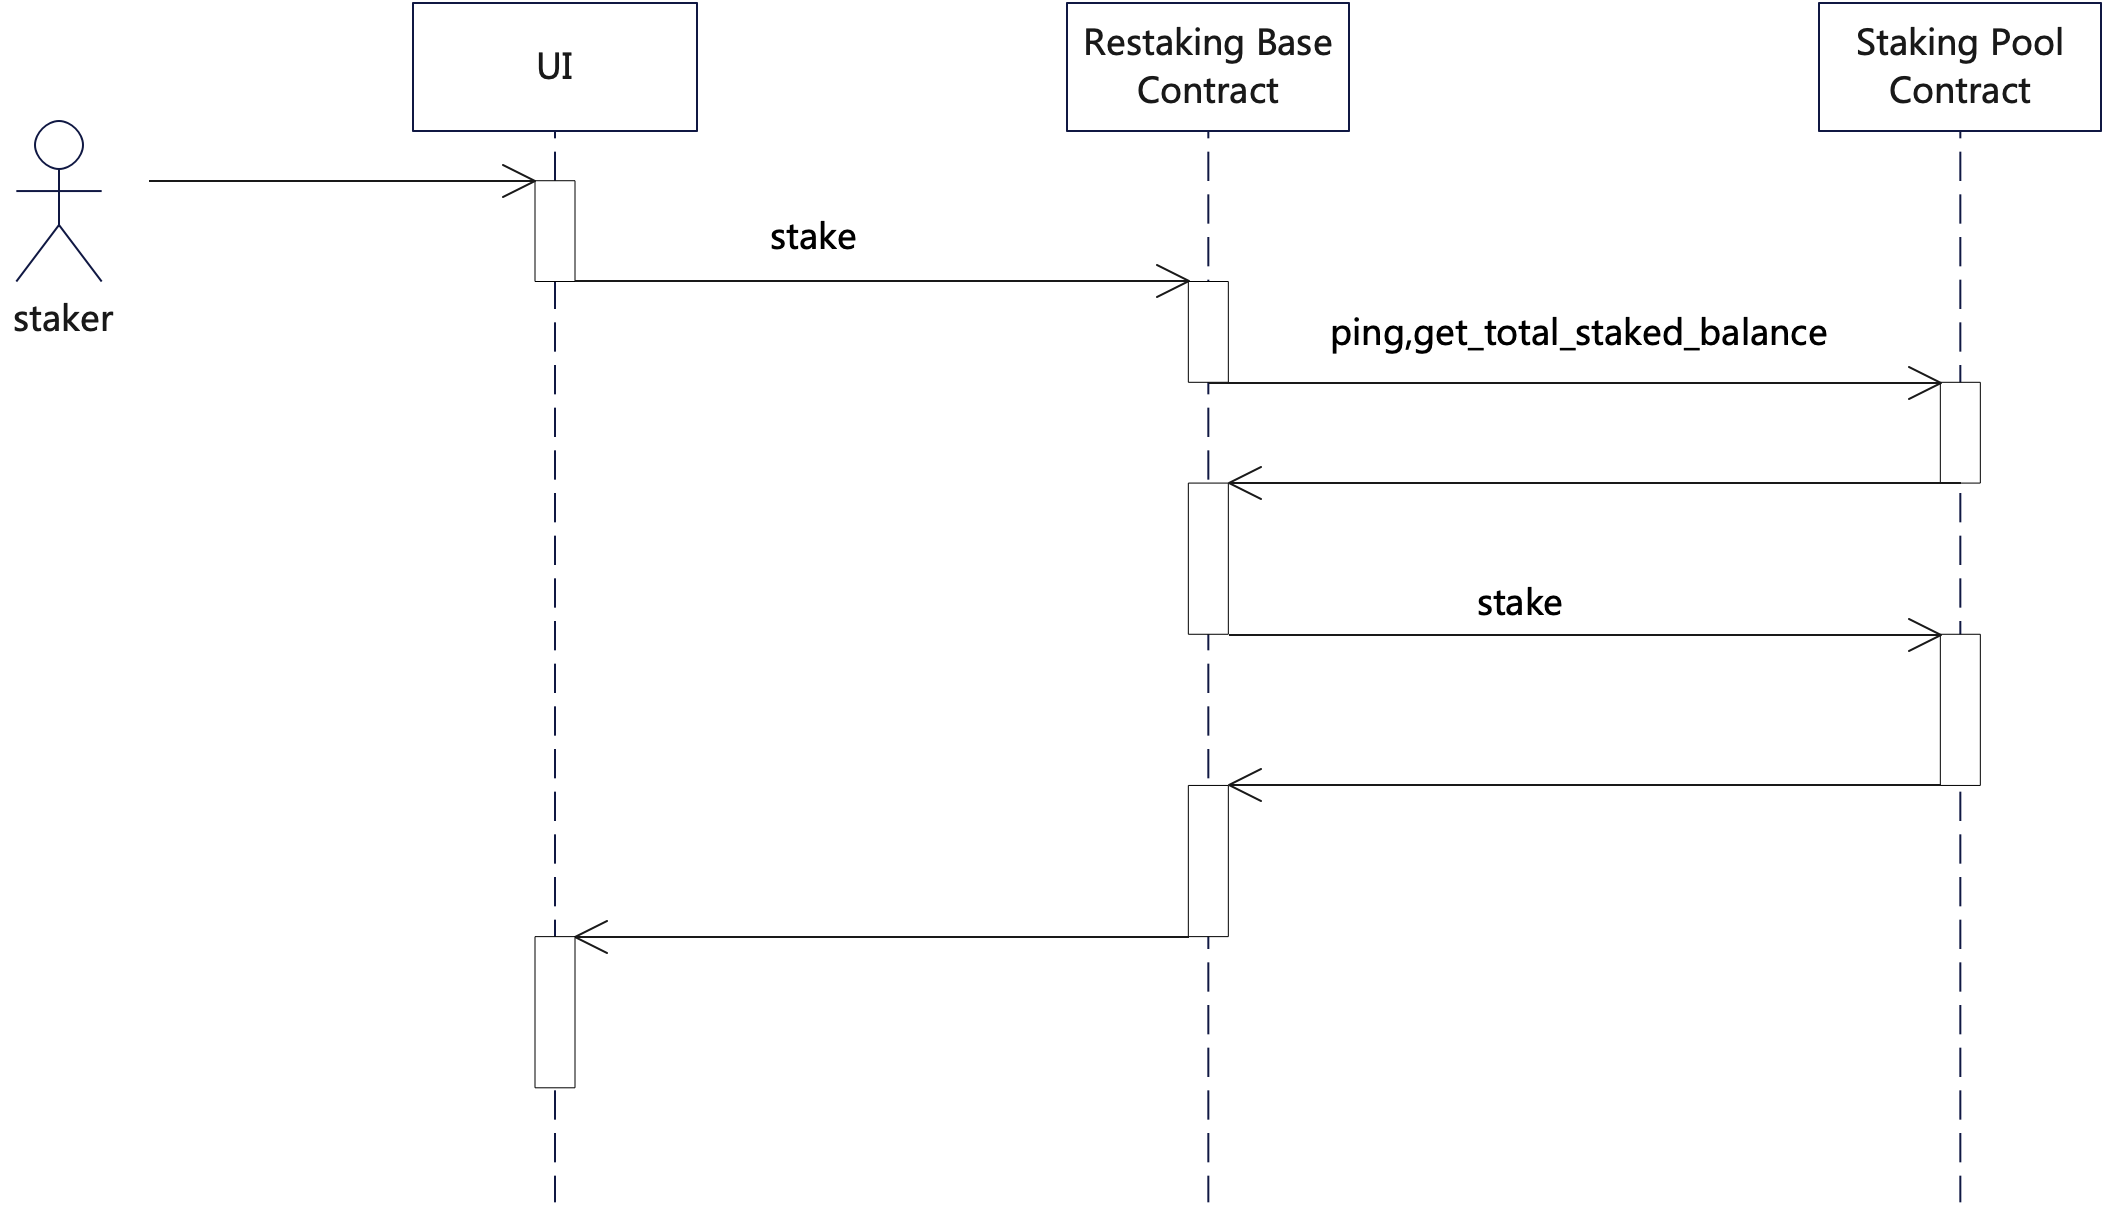 UI
Restaking Base
Contract
Staking Pool
Contract
staker
stake
ping,get_total_staked_balance
stake